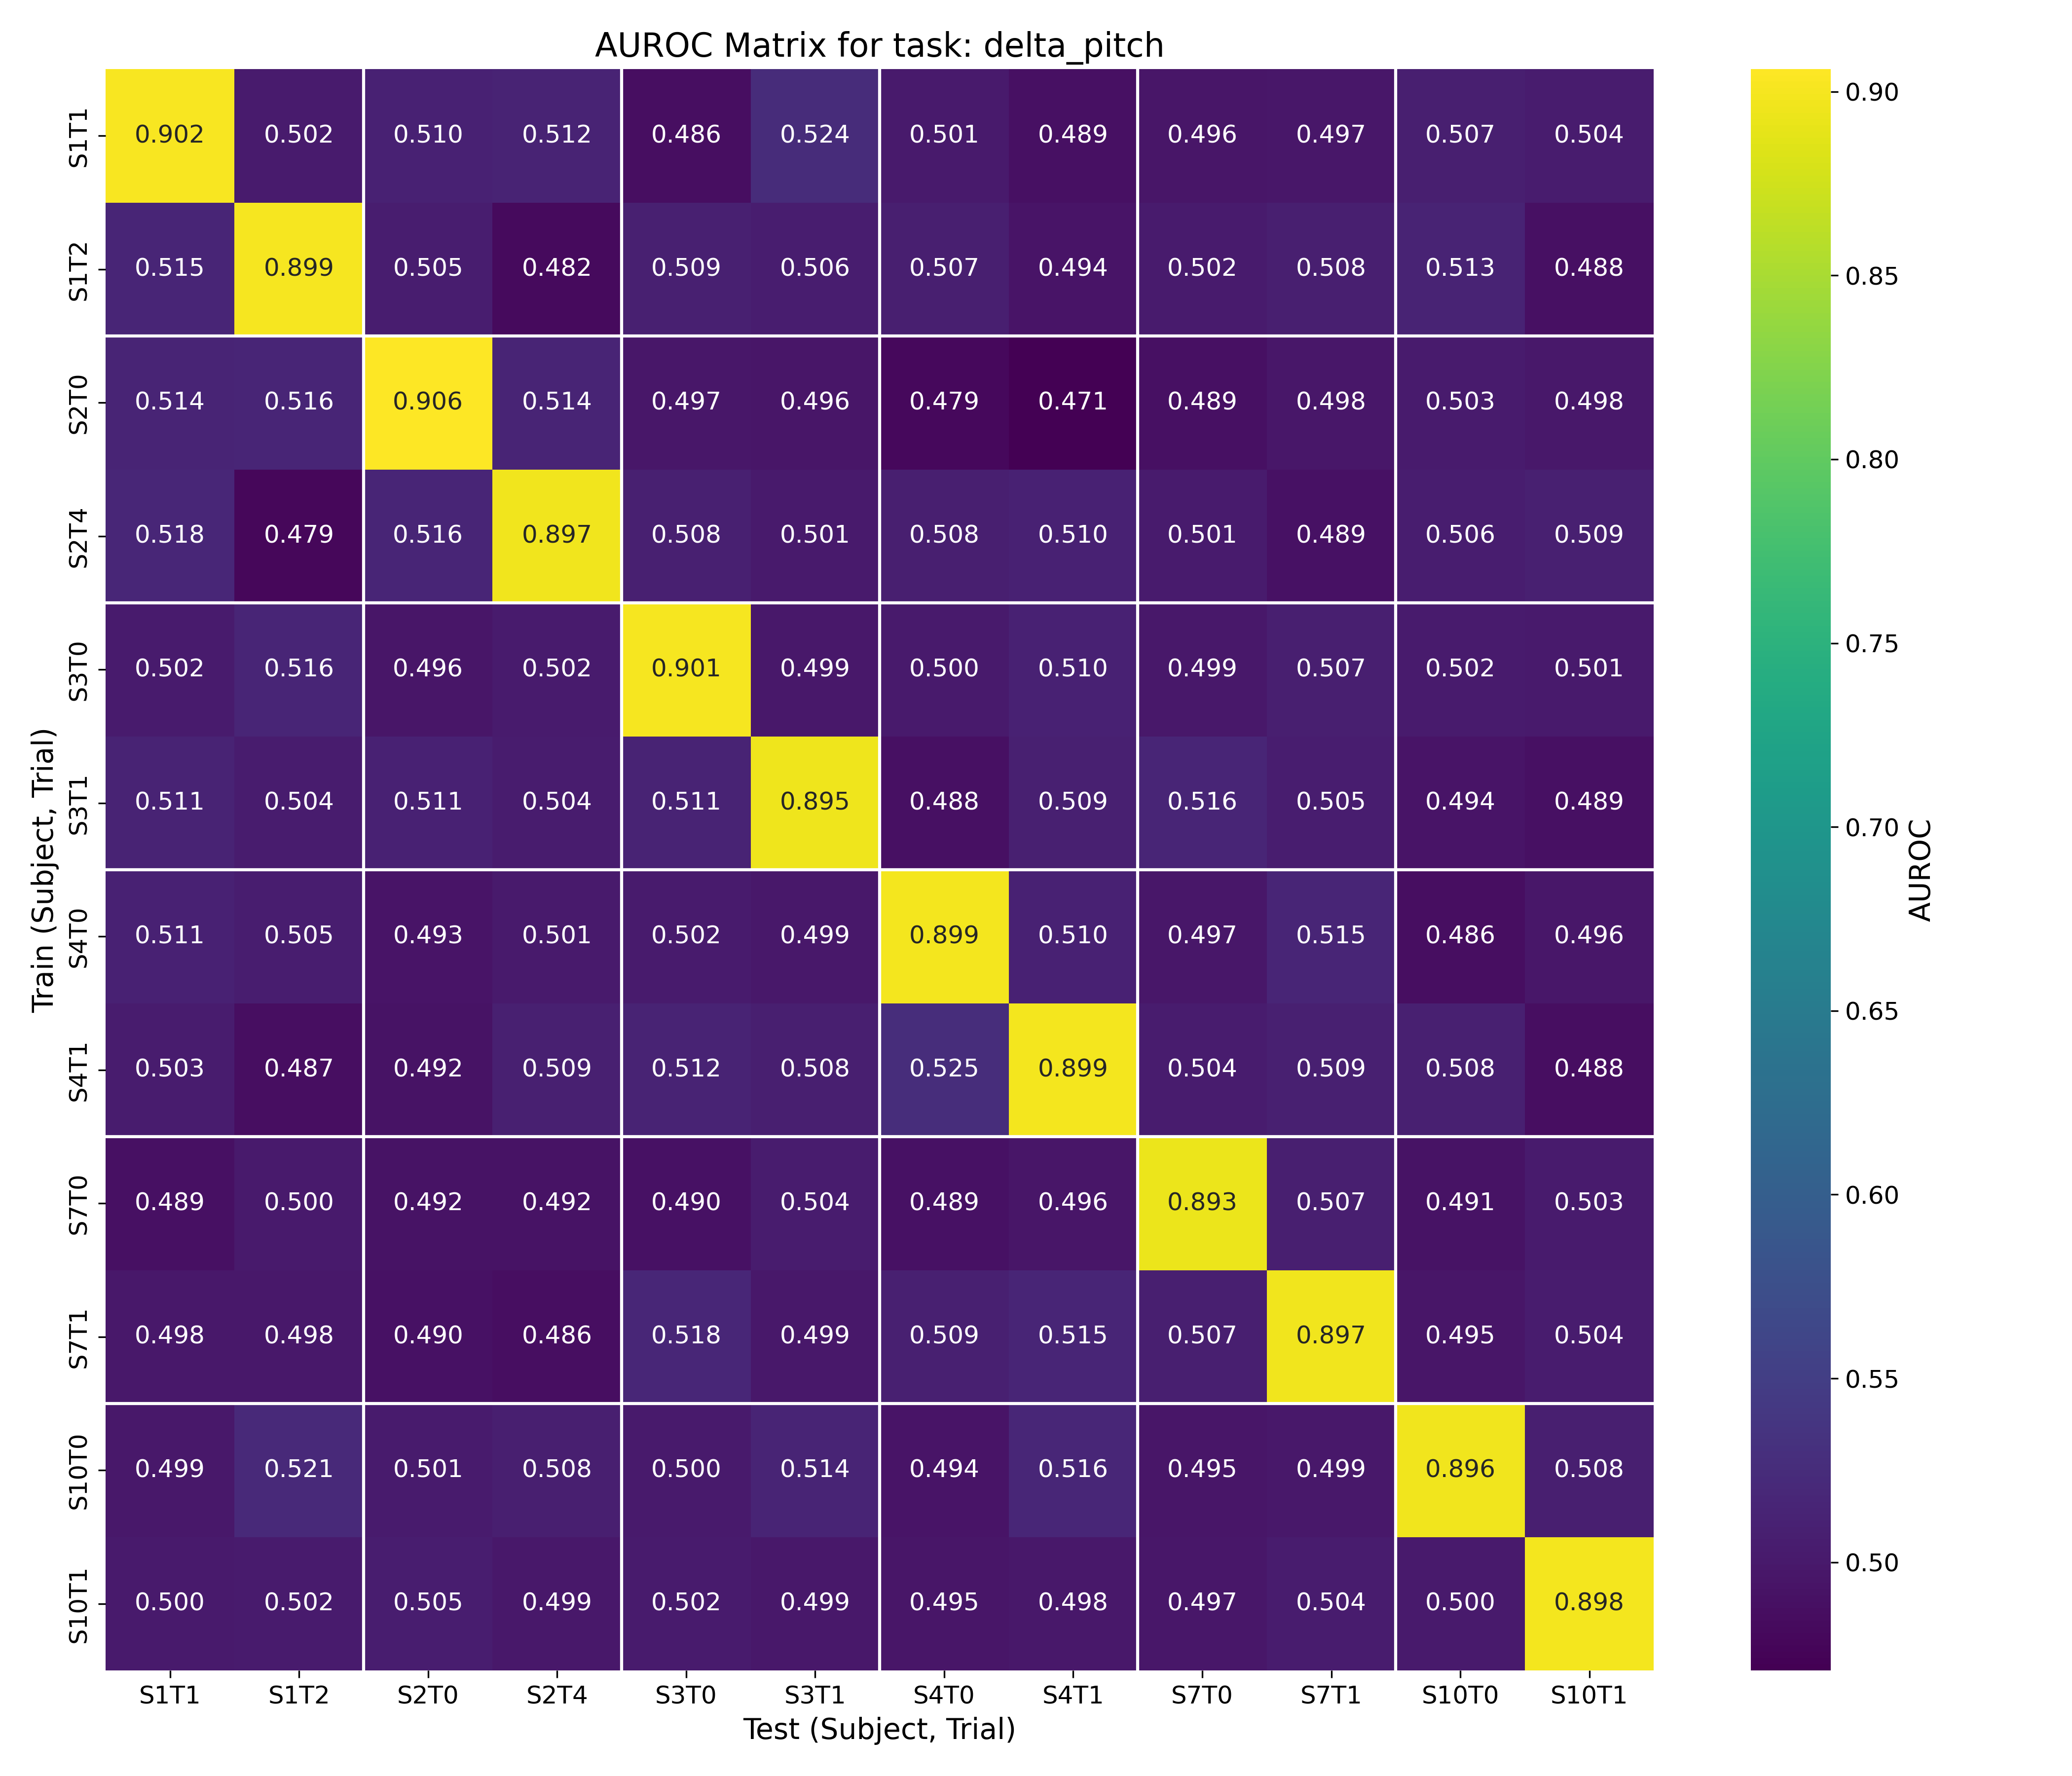 AUROC Matrix for task: delta_pitch
S1T1 0.902 0.502 0.510 0.512 0.486 0.524 0.501 0.489 0.496 0.497 0.507 0.504
S1T2 0.515 0.899 0.505 0.482 0.509 0.506 0.507 0.494 0.502 0.508 0.513 0.488
S2T0 0.514 0.516 0.906 0.514 0.497 0.496 0.479 0.471 0.489 0.498 0.503 0.498
S2T4 0.518 0.479 0.516 0.897 0.508 0.501 0.508 0.510 0.501 0.489 0.506 0.509
S3T0 0.502 0.516 0.496 0.502 0.901 0.499 0.500 0.510 0.499 0.507 0.502 0.501
S3T1 0.511 0.504 0.511 0.504 0.511 0.895 0.488 0.509 0.516 0.505 0.494 0.489
S4T0 0.511 0.505 0.493 0.501 0.502 0.499 0.899 0.510 0.497 0.515 0.486 0.496
S4T1 0.503 0.487 0.492 0.509 0.512 0.508 0.525 0.899 0.504 0.509 0.508 0.488
S7T0 0.489 0.500 0.492 0.492 0.490 0.504 0.489 0.496 0.893 0.507 0.491 0.503
S7T1 0.498 0.498 0.490 0.486 0.518 0.499 0.509 0.515 0.507 0.897 0.495 0.504
S10T0 0.499 0.521 0.501 0.508 0.500 0.514 0.494 0.516 0.495 0.499 0.896 0.508
S10T1 0.500 0.502 0.505 0.499 0.502 0.499 0.495 0.498 0.497 0.504 0.500 0.898
S1T1 S1T2 S2T0 S2T4 S3T0 S3T1 S4T0 S4T1 S7T0 S7T1 S10T0 S10T1
Test (Subject, Trial)
Train (Subject, Trial)
0.90
0.85
0.80
0.75
0.70
0.65
0.60
0.55
0.50
AUROC